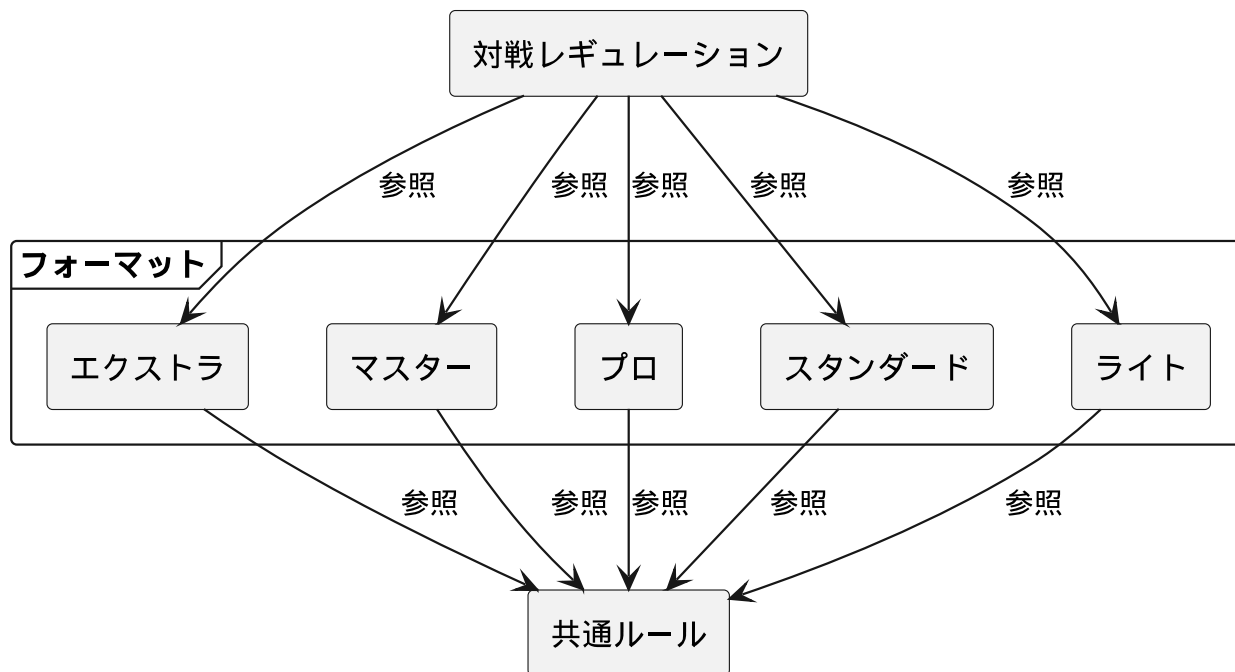 対戦レギュレーション
参照
参照
参照
参照
参照
フォーマット
エクストラ
マスター
プロ
スタンダード
ライト
参照
参照
参照
参照
参照
共通ルール